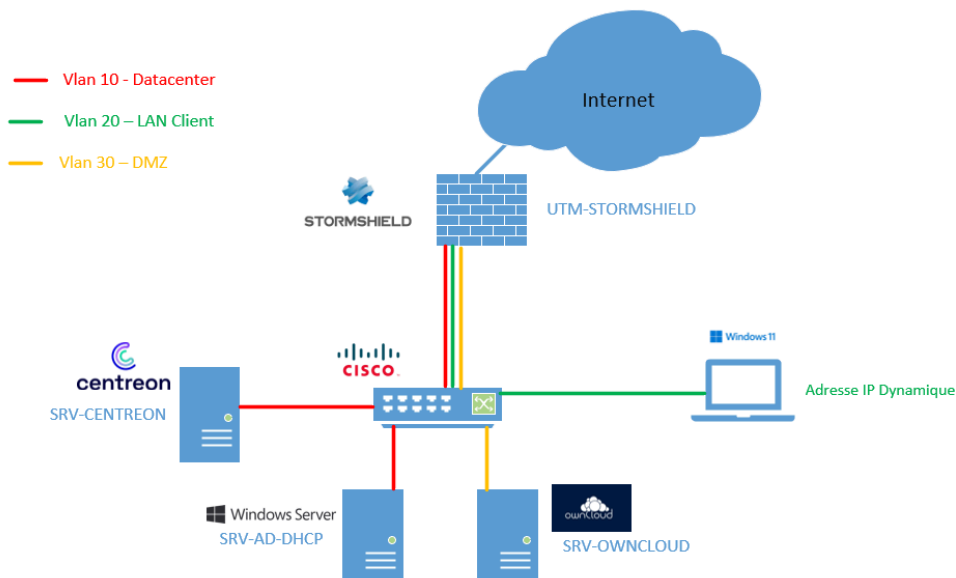 Internet
Vlan 10 - Datacenter
Vlan 20 – LAN Client
Vlan 30 – DMZ
STORMSHIELD
UTM-STORMSHIELD
CISCO
Windows 11
centreon
SRV-CENTREON
Adresse IP Dynamique
Windows Server
SRV-AD-DHCP
ownCloud
SRV-OWNCLOUD